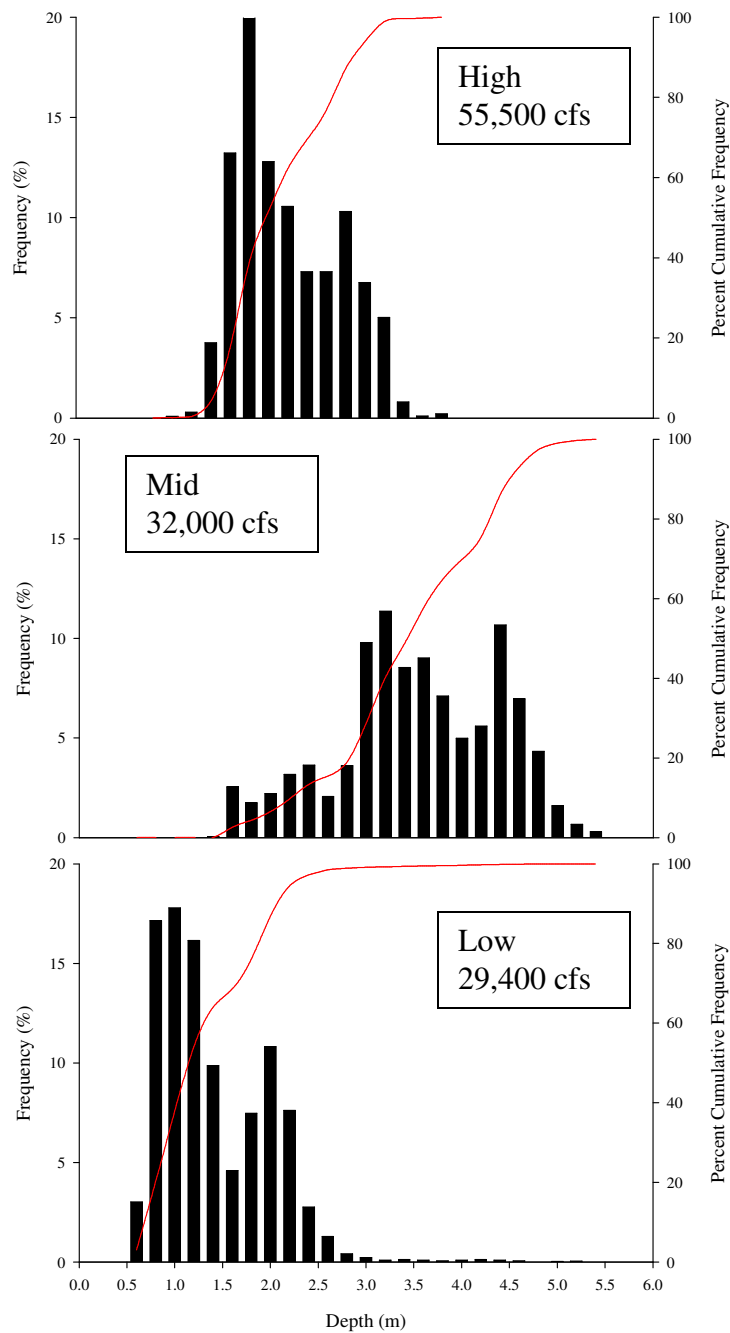 High
55,500 cfs
Frequency (%)
20
15
10
5
0
Percent Cumulative Frequency
100
80
60
40
20
0
Mid
32,000 cfs
Frequency (%)
20
15
10
5
0
Percent Cumulative Frequency
100
80
60
40
20
0
Low
29,400 cfs
Frequency (%)
20
15
10
5
0
Percent Cumulative Frequency
100
80
60
40
20
0
0.0 0.5 1.0 1.5 2.0 2.5 3.0 3.5 4.0 4.5 5.0 5.5 6.0
Depth (m)